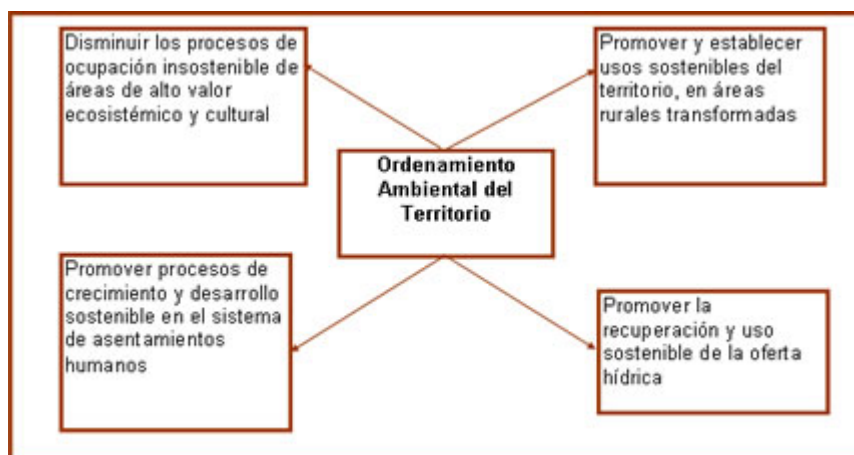 Disminuir los procesos de
ocupación insostenible de
áreas de alto valor
ecosistémico y cultural
Promover y establecer
usos sostenibles del
territorio, en áreas
rurales transformadas
Ordenamiento
Ambiental del
Territorio
Promover procesos de
crecimiento y desarrollo
sostenible en el sistema
de asentamientos
humanos
Promover la
recuperación y uso
sostenible de la oferta
hídrica